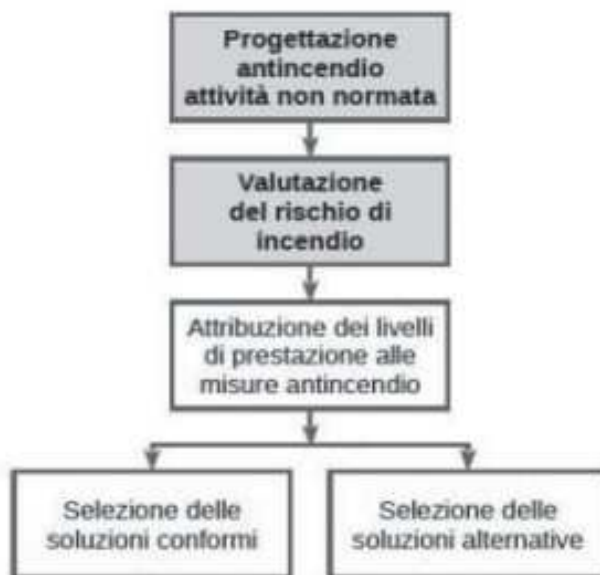 Progettazione
antincendio
attività non normata
Valutazione
del rischio di
incendio
Attribuzione dei livelli
di prestazione alle
misure antincendio
Selezione delle
soluzioni conformi
Selezione delle
soluzioni alternative